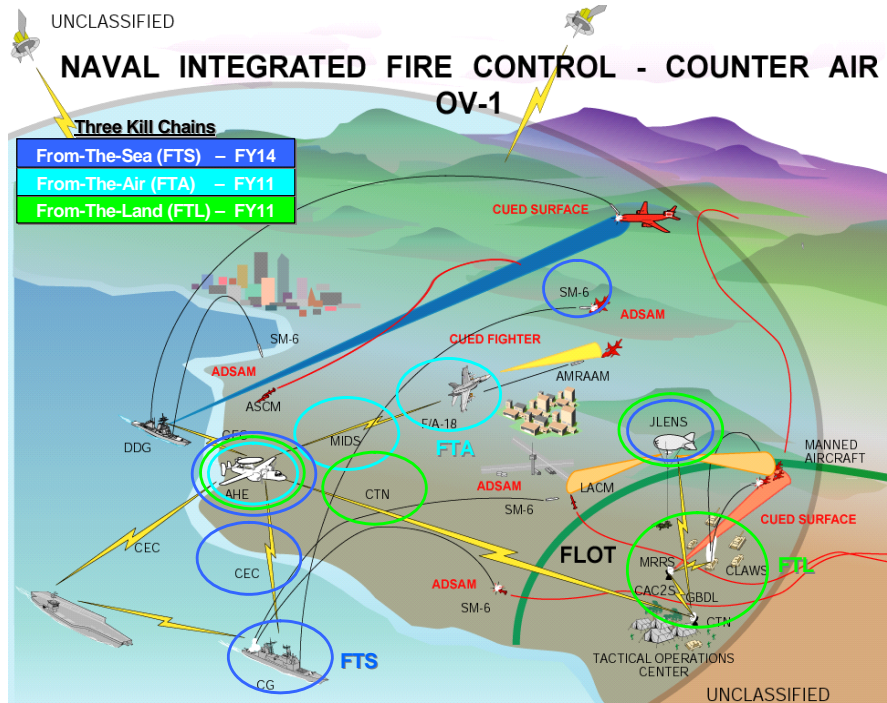 UNCLASSIFIED
NAVAL INTEGRATED FIRE CONTROL - COUNTER AIR
OV-1
Three Kill Chains
From-The-Sea (FTS) – FY14
From-The-Air (FTA) – FY11
From-The-Land (FTL) – FY11
CUED SURFACE
SM-6
ADSAM
SM-6
CUED FIGHTER
ADSAM
AMRAAM
ASCM
F/A-18
JLENS
DDG
CEC
MIDS
FTA
MANNED
AIRCRAFT
AHE
CTN
ADSAM
LACM
SM-6
CUED SURFACE
CEC
CEC
FLOT
MRRS
CLAWS
FTL
ADSAM
SM-6
CAC2S
GBDL
CTN
FTS
CG
TACTICAL OPERATIONS
CENTER
UNCLASSIFIED